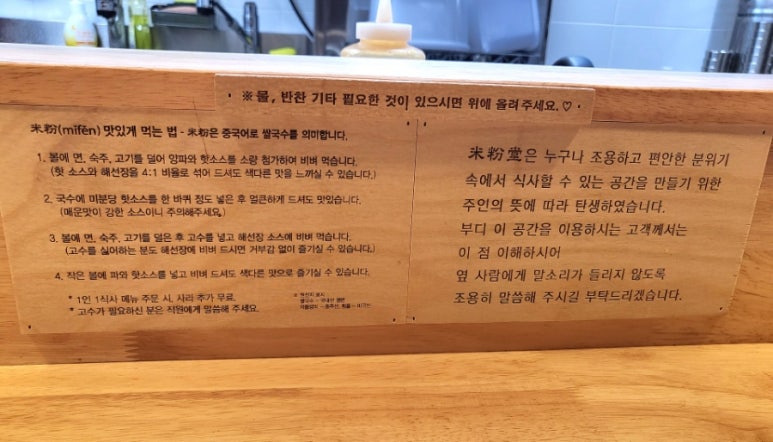 ※물, 반찬 기타 필요한 것이 있으시면 위에 올려주세요.♡
米粉(mifěn) 맛있게 먹는 법 - 米粉은 중국어로 쌀국수를 의미합니다.
1. 볼에 면, 숙주, 고기를 덜어 양파와 핫소스를 소량 첨가하여 비벼 먹습니다.
(핫 소스와 해선장을 4:1 비율로 섞어 드셔도 색다른 맛을 느끼실 수 있습니다.)
2. 국수에 미분당 핫소스를 한 바퀴 정도 넣은 후 얼큰하게 드셔도 맛있습니다.
(매운맛이 강한 소스이니 주의해주세요.)
3. 볼에 면, 숙주, 고기를 덜은 후 고수를 넣고 해선장 소스에 비벼 먹습니다.
(고수를 싫어하는 분도 해선장에 비벼 드시면 거부감 없이 즐기실 수 있습니다.)
4. 작은 볼에 파와 핫소스를 넣고 비벼 드셔도 색다른 맛으로 즐기실 수 있습니다.
* 1인 1식사 메뉴 주문 시, 사리 추가 무료.
* 고수가 필요하신 분은 직원에게 말씀해 주세요.
米粉堂은 누구나 조용하고 편안한 분위기
속에서 식사할 수 있는 공간을 만들기 위한
주인의 뜻에 따라 탄생하였습니다.
부디 이 공간을 이용하시는 고객께서는
이 점 이해하시어
옆 사람에게 말소리가 들리지 않도록
조용히 말씀해 주시길 부탁드리겠습니다.